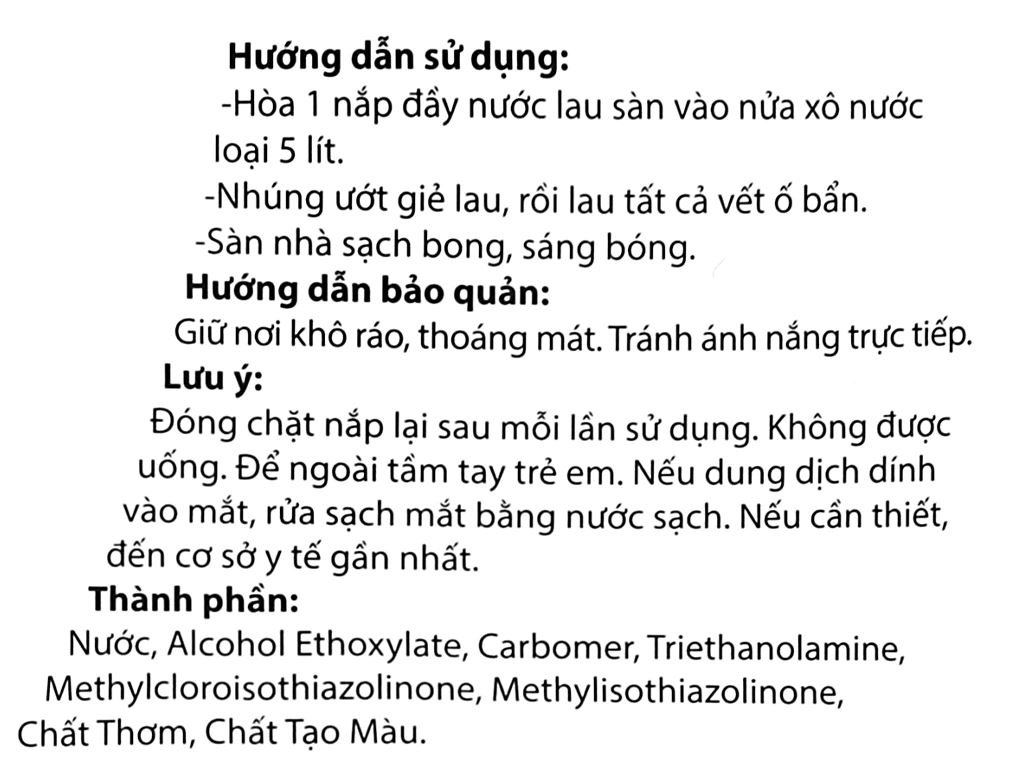 Hướng dẫn sử dụng:
-Hòa 1 nắp đầy nước lau sàn vào nửa xô nước
loại 5 lít.
-Nhúng ướt giẻ lau, rồi lau tất cả vết ố bẩn.
-Sàn nhà sạch bong, sáng bóng.
Hướng dẫn bảo quản:
Giữ nơi khô ráo, thoáng mát. Tránh ánh nắng trực tiếp.
Lưu ý:
Đóng chặt nắp lại sau mỗi lần sử dụng. Không được
uống. Để ngoài tầm tay trẻ em. Nếu dung dịch dính
vào mắt, rửa sạch mắt bằng nước sạch. Nếu cần thiết,
đến cơ sở y tế gần nhất.
Thành phần:
Nước, Alcohol Ethoxylate, Carbomer, Triethanolamine,
Methylcloroisothiazolinone, Methylisothiazolinone,
Chất Thơm, Chất Tạo Màu.